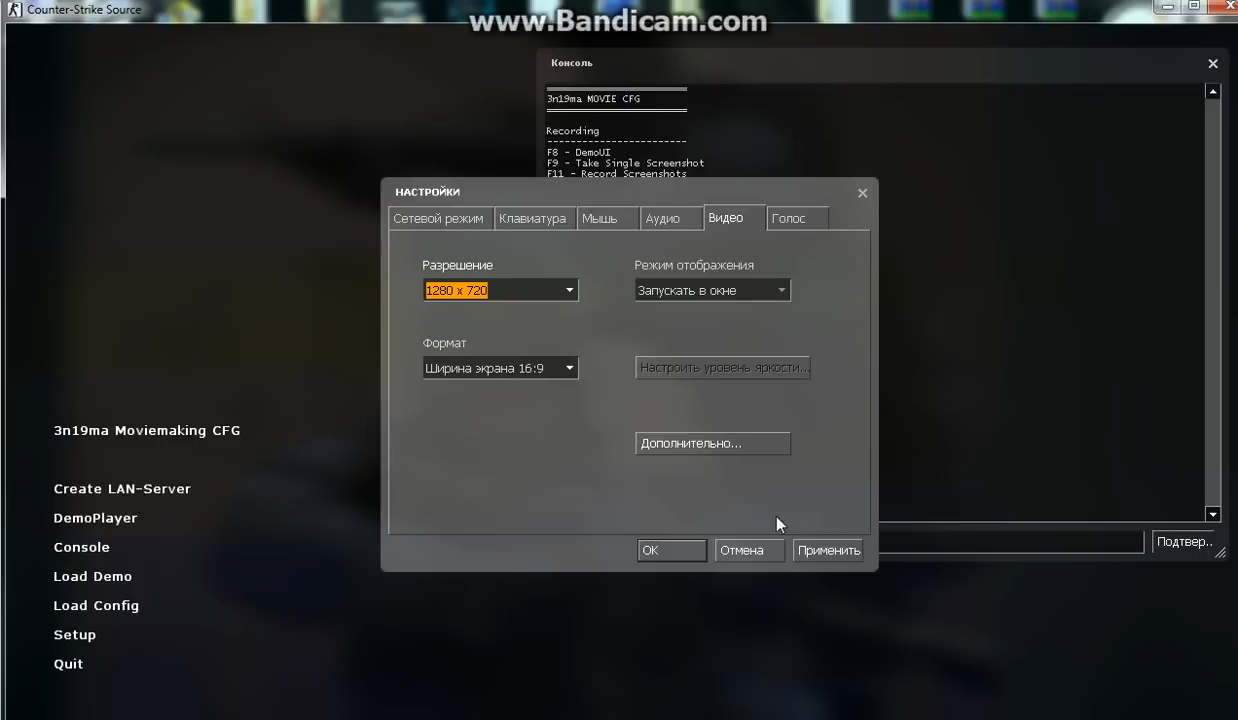 Counter-Strike Source
www.Bandicam.com
Консоль
3n19ma MOVIE CFG
Recording
F8 - DemoUI
F9 - Take Single Screenshot
F11 - Record Screenshots
НАСТРОЙКИ
Сетевой режим
Клавиатура
Мышь
Аудио
Видео
Голос
Разрешение
Режим отображения
1280 x 720
Запускать в окне
Формат
Ширина экрана 16:9
Настроить уровень яркости...
Дополнительно...
OK
Отмена
Применить
Подтвер..
3n19ma Moviemaking CFG
Create LAN-Server
DemoPlayer
Console
Load Demo
Load Config
Setup
Quit